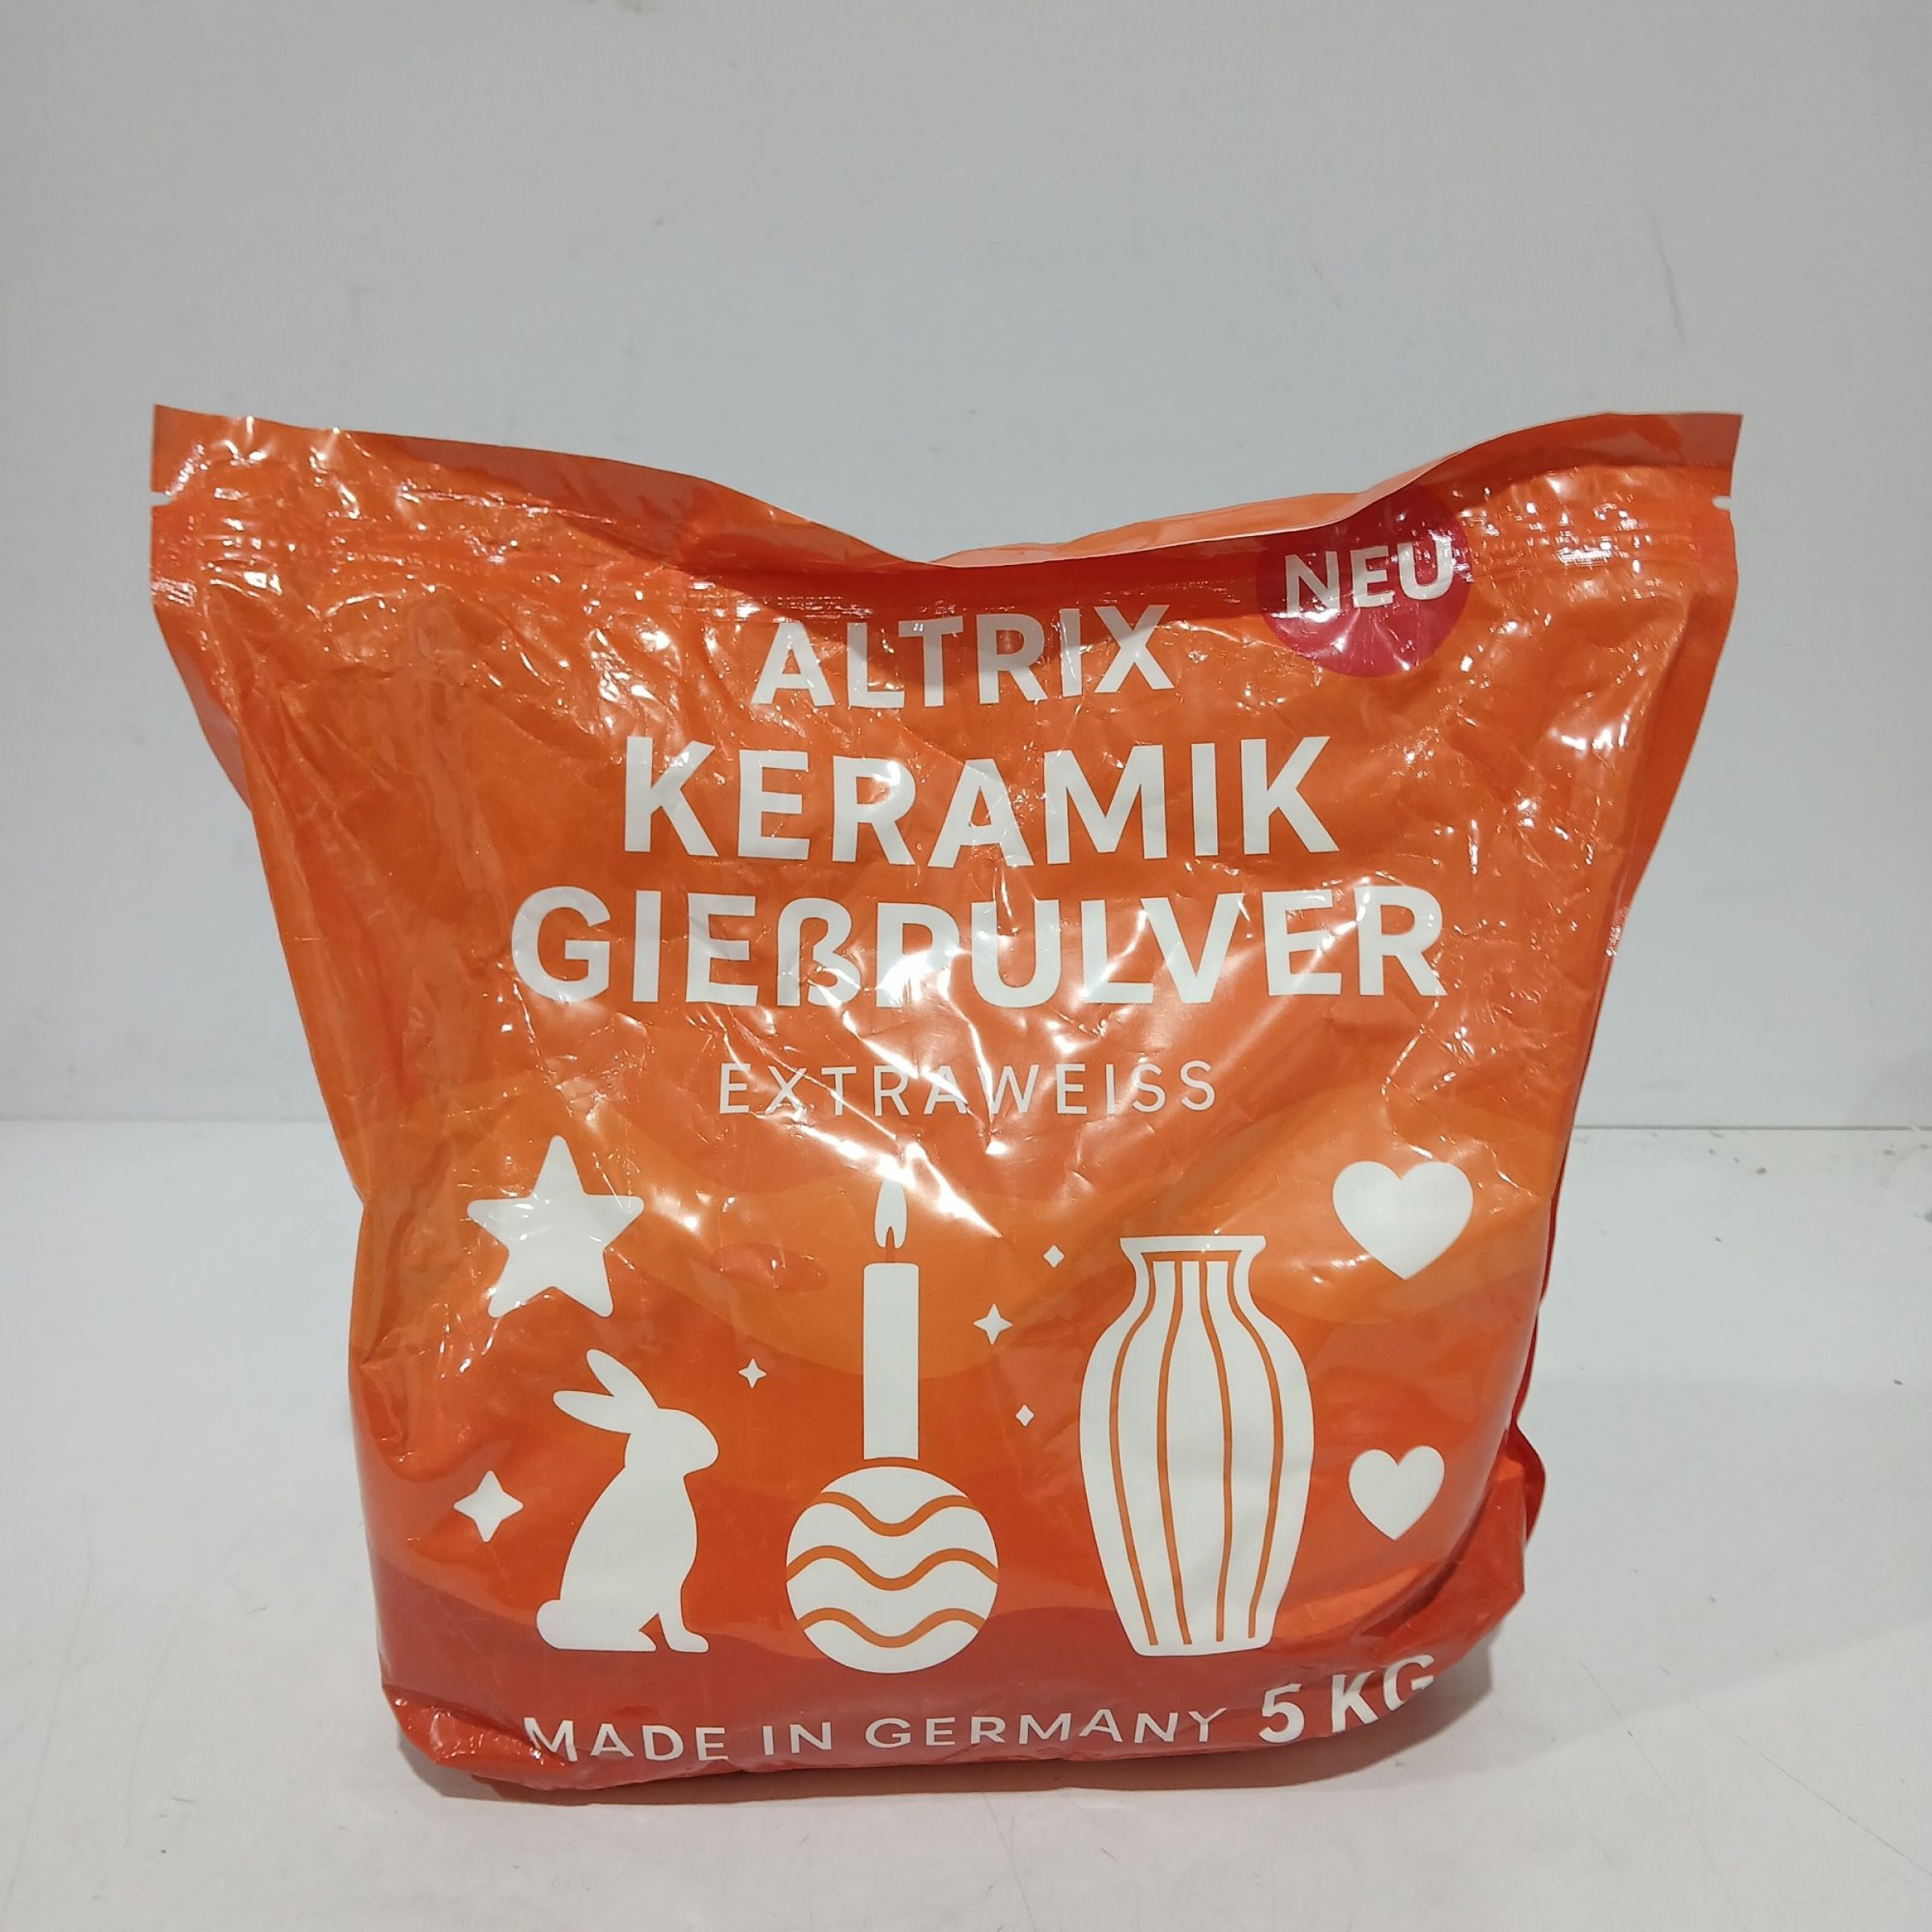 NEU
ALTRIX
KERAMIK
GIEßPULVER
EXTRAWEISS
MADE IN GERMANY 5 KG